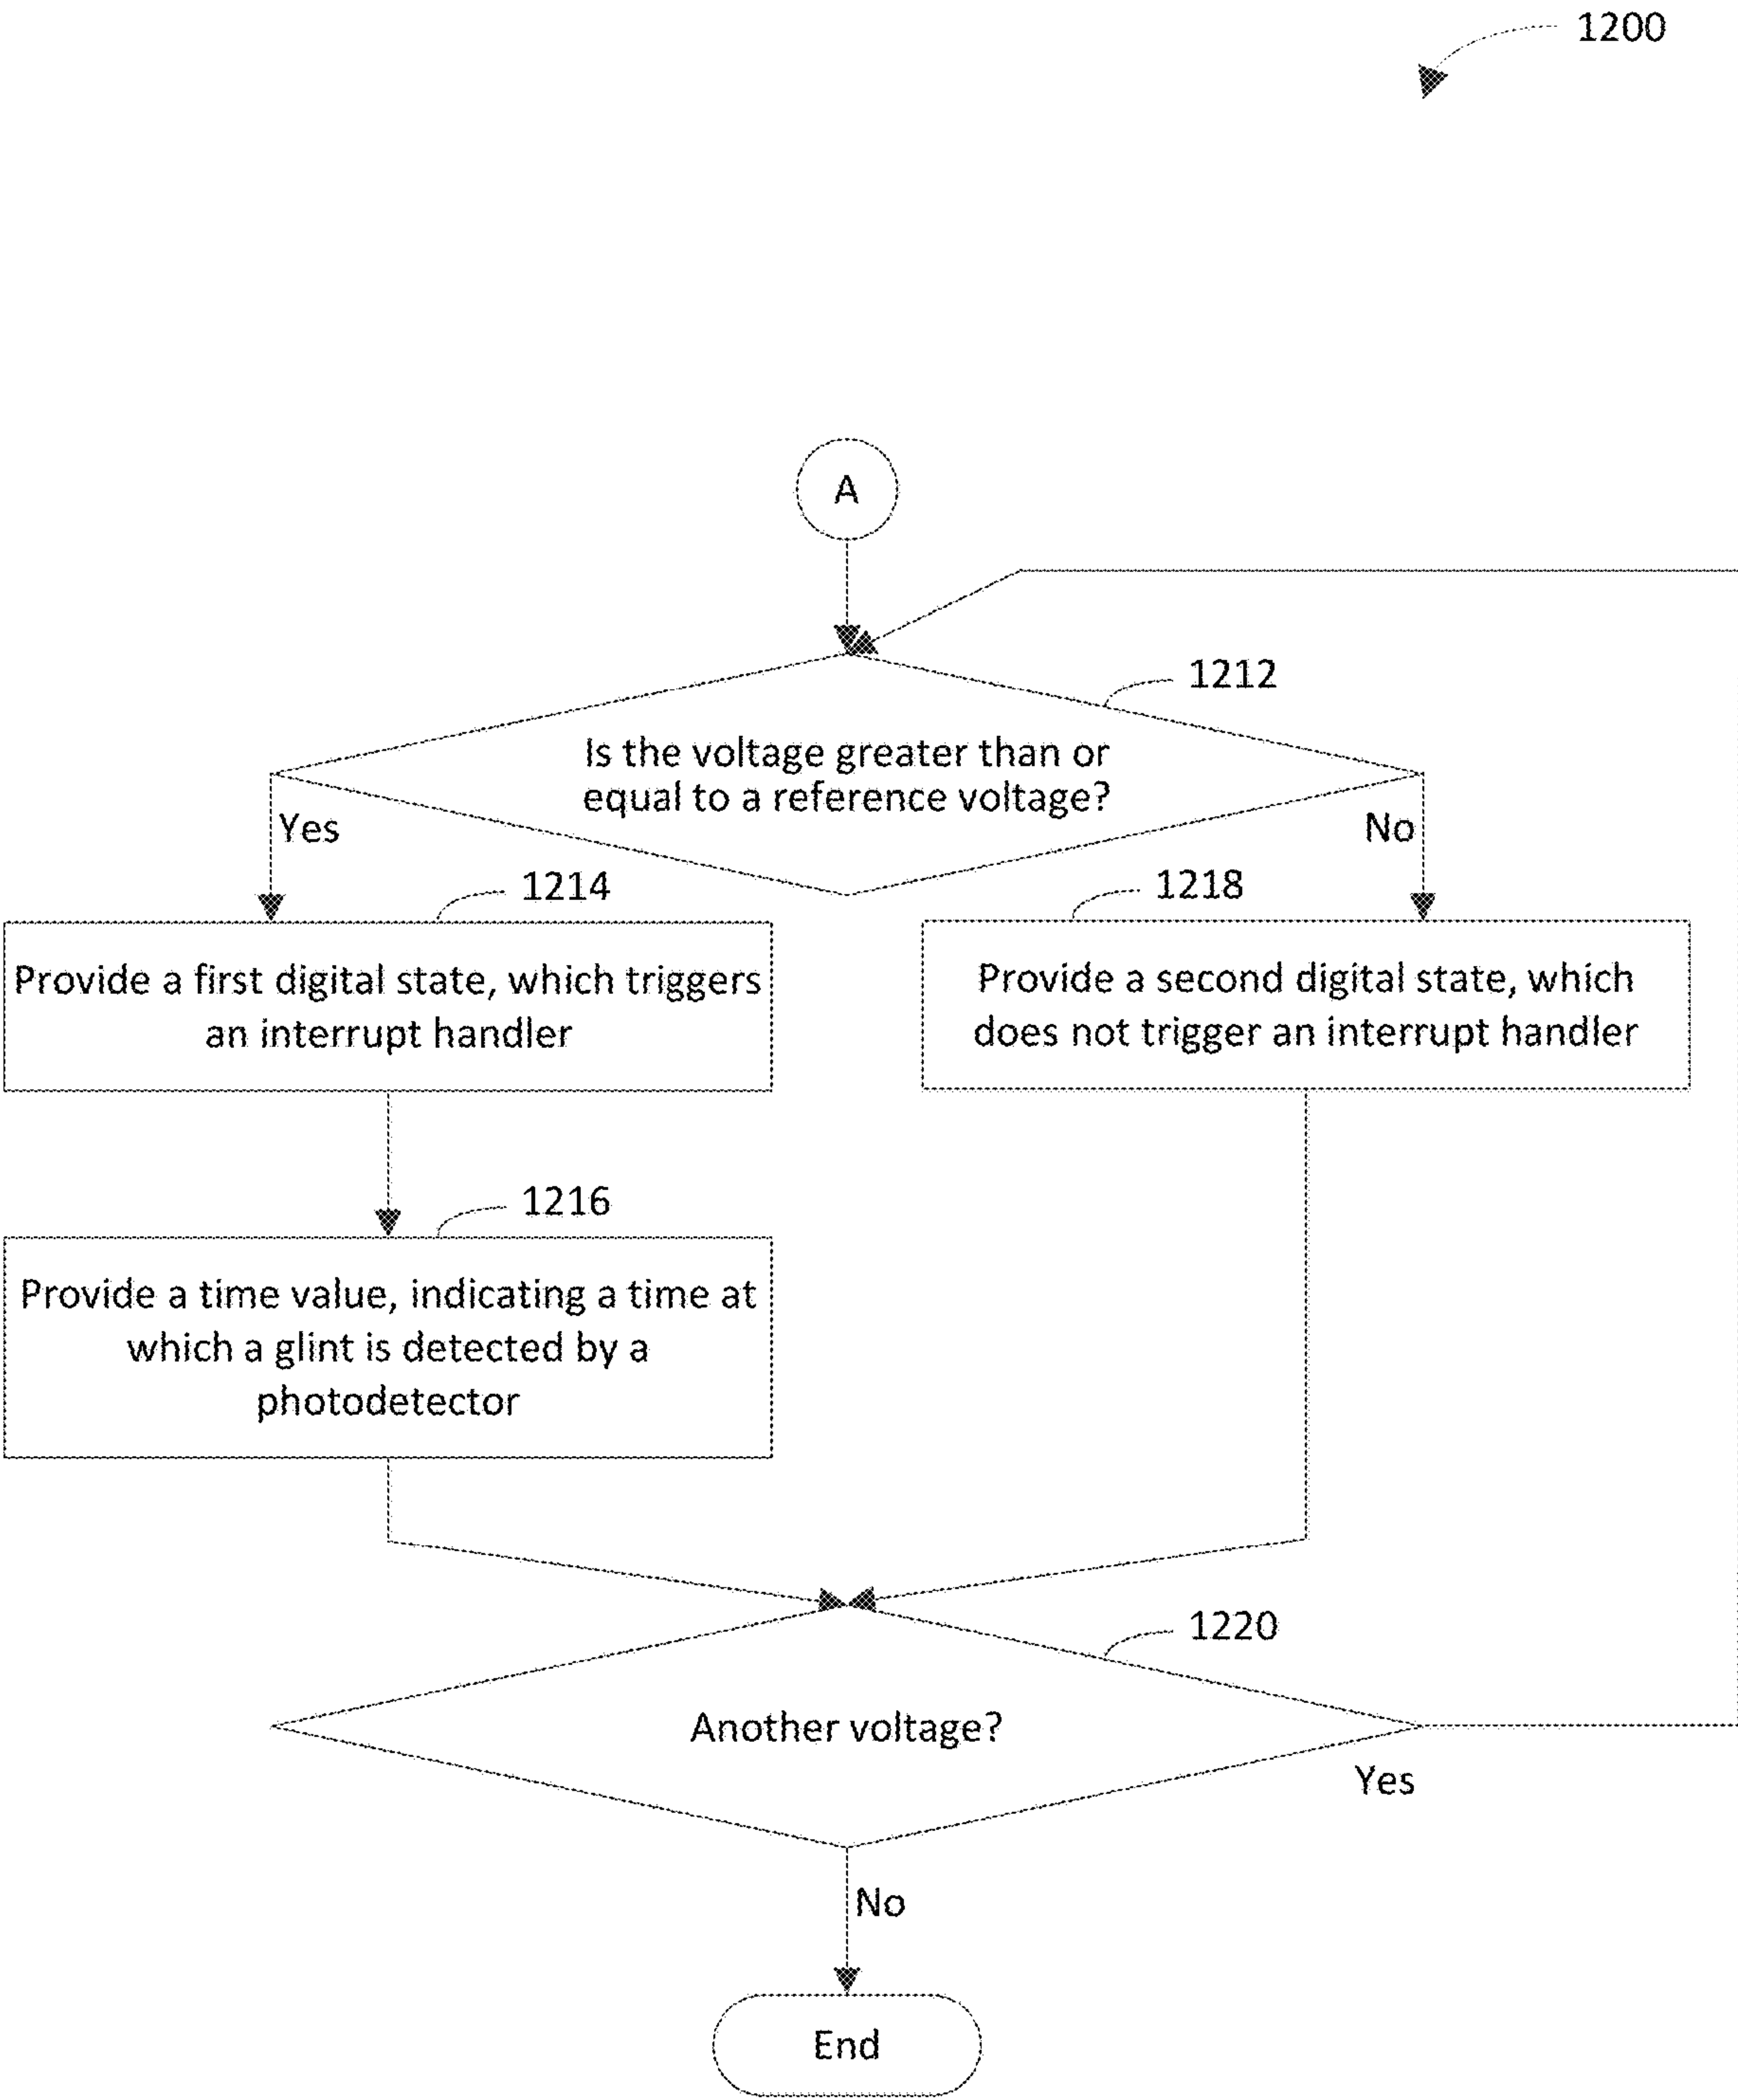 1200
A
1212
Is the voltage greater than or
equal to a reference voltage?
Yes
No
1214
1218
Provide a first digital state, which triggers
an interrupt handler
Provide a second digital state, which
does not trigger an interrupt handler
1216
Provide a time value, indicating a time at
which a glint is detected by a
photodetector
1220
Another voltage?
Yes
No
End